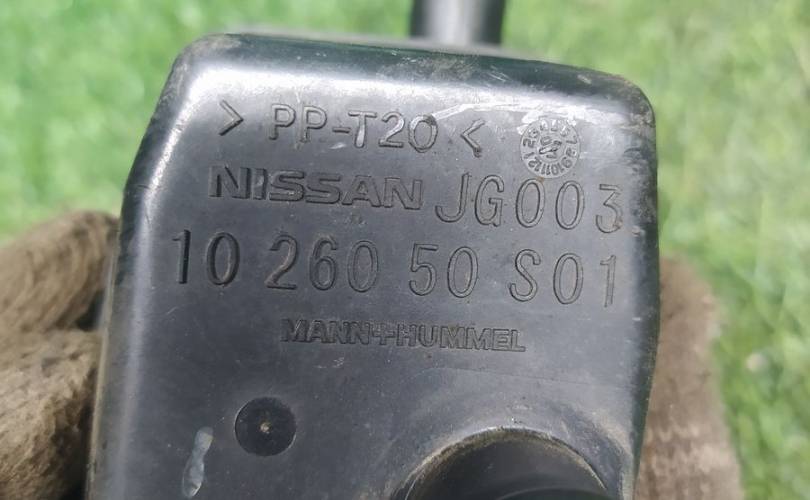 > PP-T20 <
NISSAN JG003
10 260 50 S01
MANN+HUMMEL